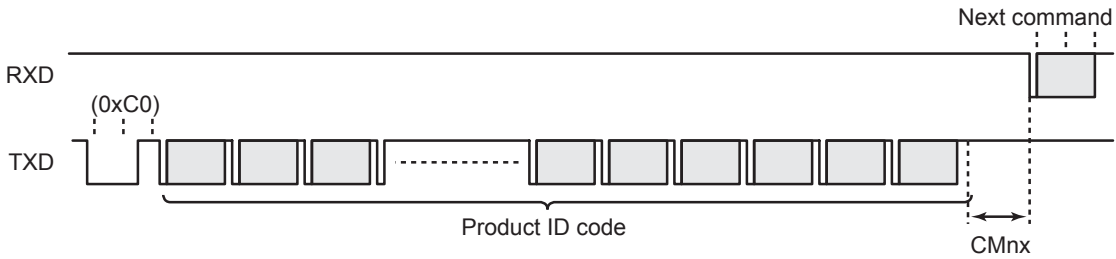 Next command
RXD
(0xC0)
TXD
Product ID code
CMnx